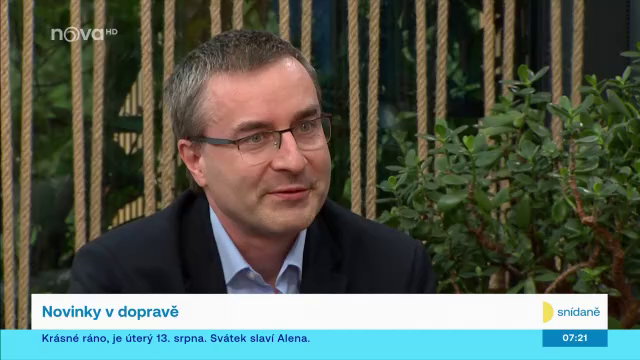 nova HD
Novinky v dopravě
snídaně
Krásné ráno, je úterý 13. srpna. Svátek slaví Alena.
07:21